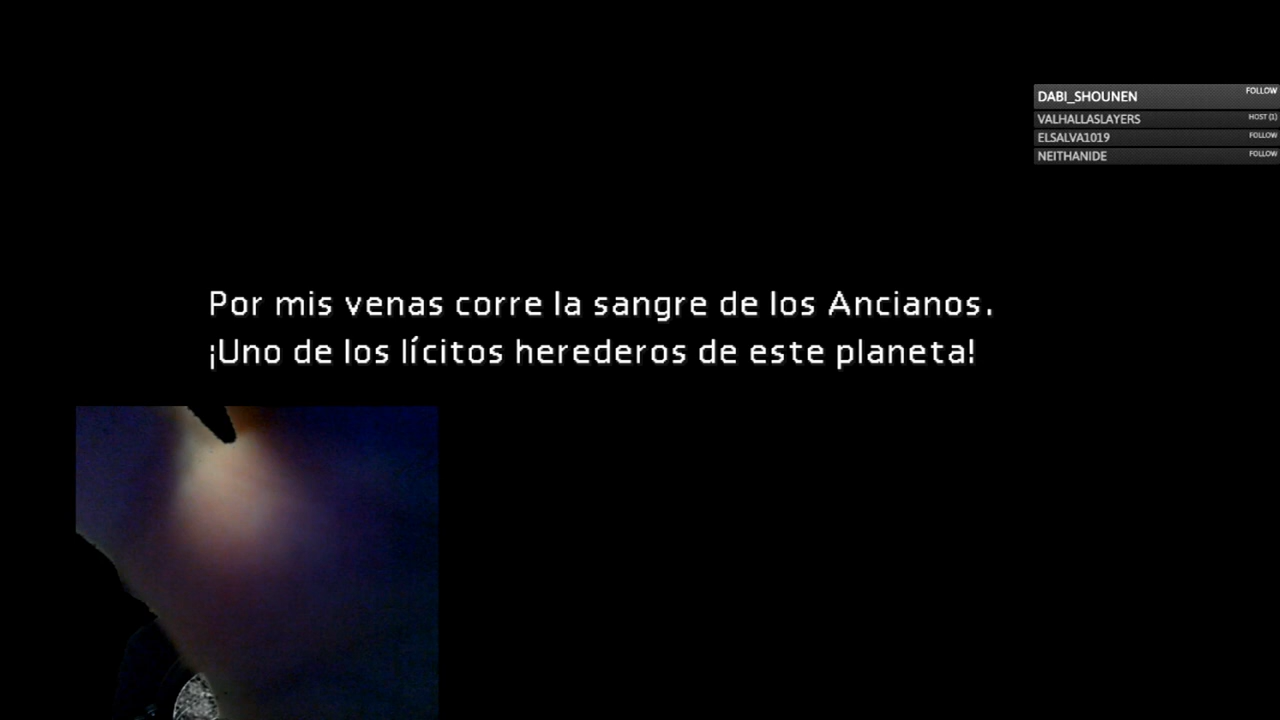 DABI_SHOUNEN FOLLOW
VALHALLASLAYERS HOST (1)
ELSALVA1019 FOLLOW
NEITHANIDE FOLLOW
Por mis venas corre la sangre de los Ancianos.
¡Uno de los lícitos herederos de este planeta!